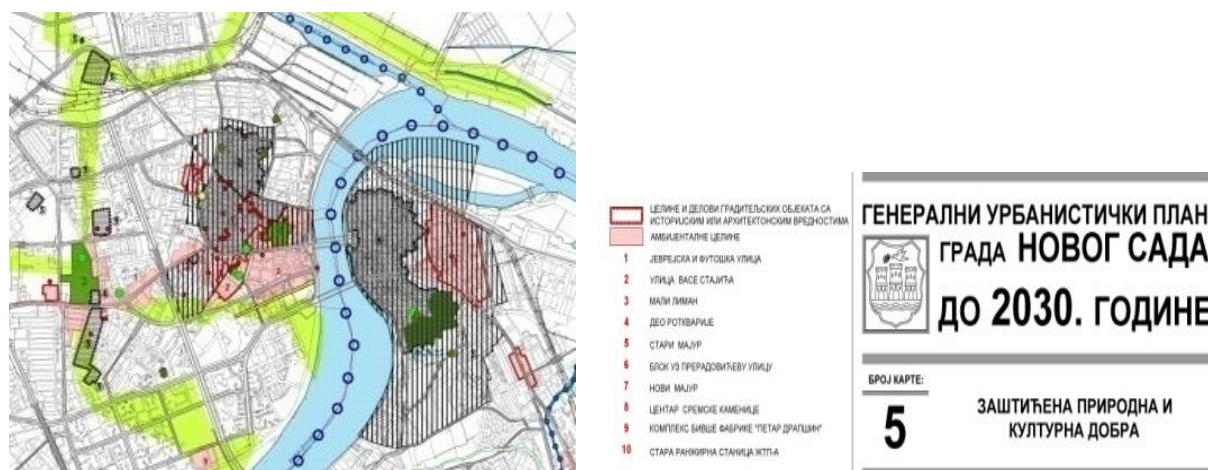 ЦЕЛИНЕ И ДЕЛОВИ ГРАДИТЕЉСКИХ ОБЈЕКАТА СА
ИСТОРИЈСКИМ ИЛИ АРХИТЕКТОНСКИМ ВРЕДНОСТИМА
АМБИЈЕНТАЛНЕ ЦЕЛИНЕ
1 ЈЕВРЕЈСКА И ФУТОШКА УЛИЦА
2 УЛИЦА ВАСЕ СТАЈИЋА
3 МАЛИ ЛИМАН
4 ДЕО РОТКВАРИЈЕ
5 СТАРИ МАЈУР
6 БЛОК УЗ ПРЕРАДОВИЋЕВУ УЛИЦУ
7 НОВИ МАЈУР
8 ЦЕНТАР СРЕМСКЕ КАМЕНИЦЕ
9 КОМПЛЕКС БИВШЕ ФАБРИКЕ "ПЕТАР ДРАПШИН"
10 СТАРА РАНЖИРНА СТАНИЦА ЖТП-А
ГЕНЕРАЛНИ УРБАНИСТИЧКИ ПЛАН
ГРАДА НОВОГ САДА
ДО 2030. ГОДИНЕ
БРОЈ КАРТЕ:
5
ЗАШТИЋЕНА ПРИРОДНА И
КУЛТУРНА ДОБРА